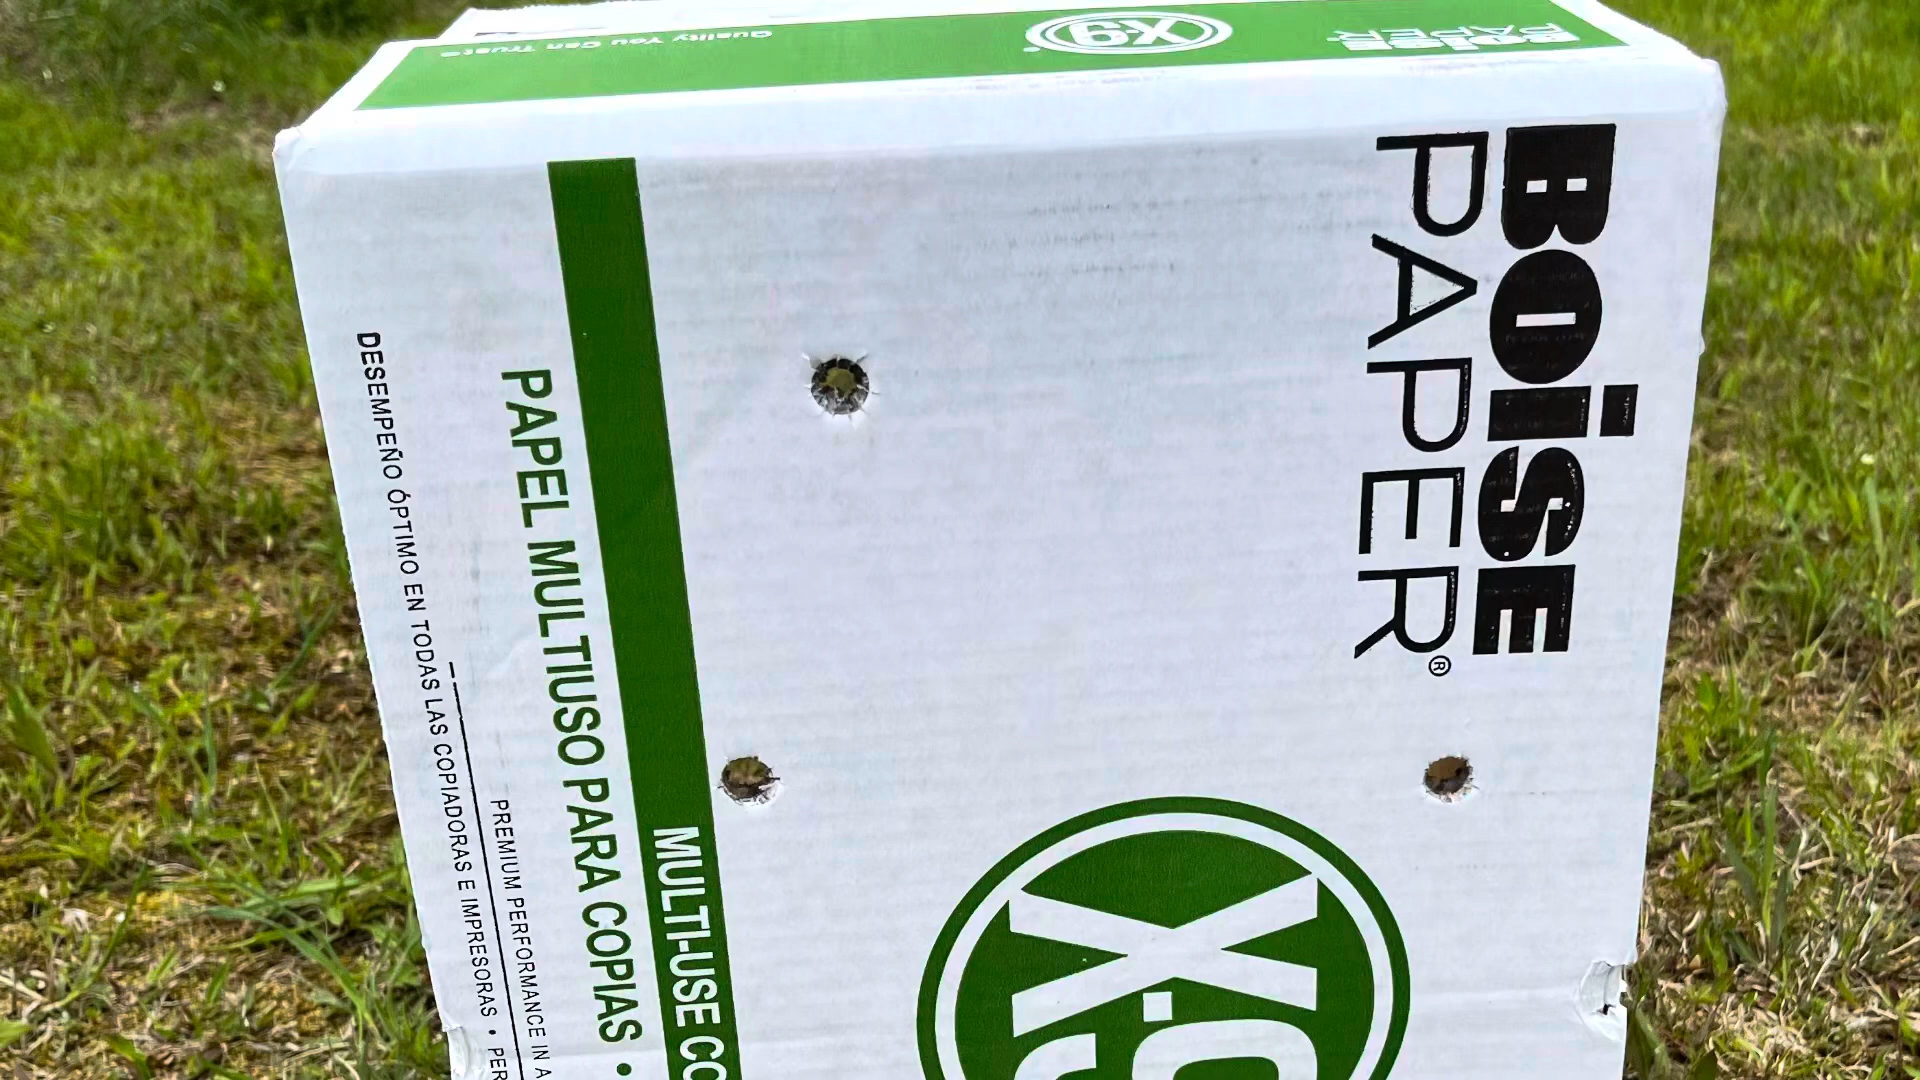 Quality You Can Trust®
X-9
BOiSE
PAPER
BOiSE
PAPER®
X-9
MULTI-USE CO
PAPEL MULTIUSO PARA COPIAS •
PREMIUM PERFORMANCE IN A
DESEMPEÑO ÓPTIMO EN TODAS LAS COPIADORAS E IMPRESORAS • PER